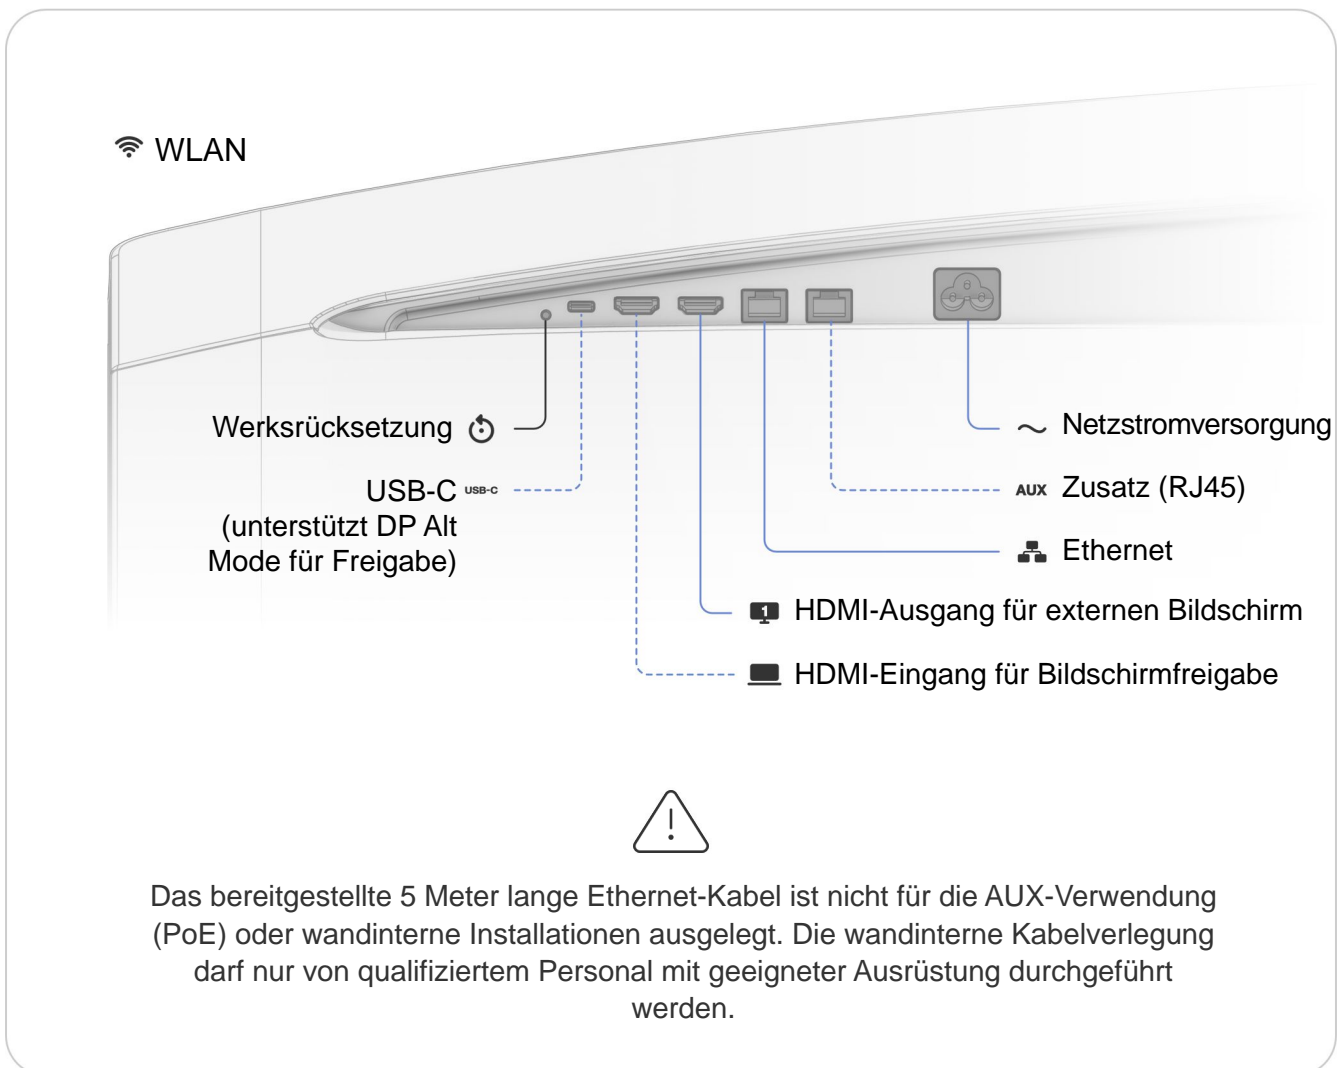 WLAN
Werksrücksetzung
USB-C USB-C
(unterstützt DP Alt
Mode für Freigabe)
Netzstromversorgung
AUX Zusatz (RJ45)
Ethernet
1 HDMI-Ausgang für externen Bildschirm
HDMI-Eingang für Bildschirmfreigabe
Das bereitgestellte 5 Meter lange Ethernet-Kabel ist nicht für die AUX-Verwendung
(PoE) oder wandinterne Installationen ausgelegt. Die wandinterne Kabelverlegung
darf nur von qualifiziertem Personal mit geeigneter Ausrüstung durchgeführt
werden.